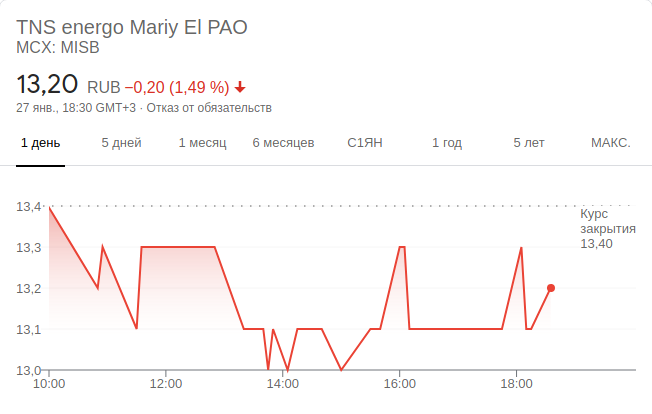 TNS energo Mariy El PAO
MCX: MISB
13,20 RUB −0,20 (1,49 %)
27 янв., 18:30 GMT+3 · Отказ от обязательств
1 день 5 дней 1 месяц 6 месяцев С1ЯН 1 год 5 лет МАКС.
13,4
Курс
закрытия
13,40
13,3
13,2
13,1
13,0
10:00 12:00 14:00 16:00 18:00